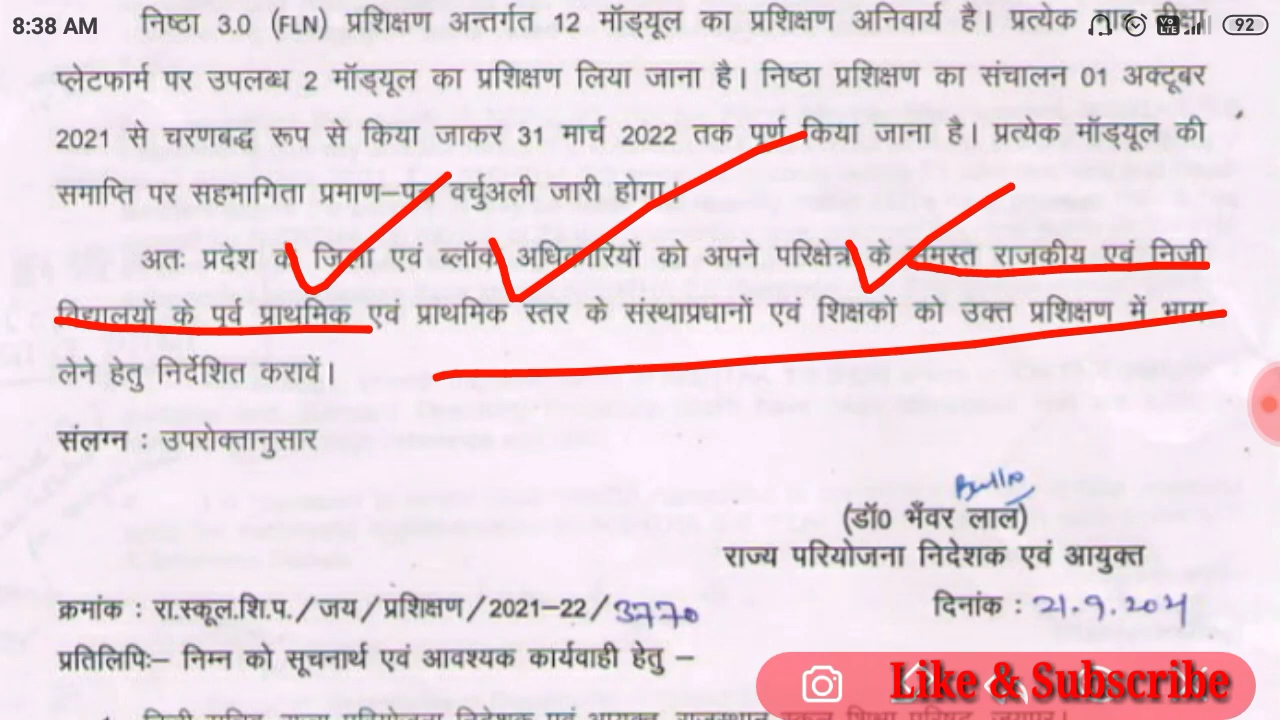 8:38 AM
92
निष्ठा 3.0 (FLN) प्रशिक्षण अन्तर्गत 12 मॉड्यूल का प्रशिक्षण अनिवार्य है। प्रत्येक माह दीक्षा
प्लेटफार्म पर उपलब्ध 2 मॉड्यूल का प्रशिक्षण लिया जाना है। निष्ठा प्रशिक्षण का संचालन 01 अक्टूबर
2021 से चरणबद्ध रूप से किया जाकर 31 मार्च 2022 तक पूर्ण किया जाना है। प्रत्येक मॉड्यूल की
समाप्ति पर सहभागिता प्रमाण–पत्र वर्चुअली जारी होगा।
अतः प्रदेश के जिला एवं ब्लॉक अधिकारियों को अपने परिक्षेत्र के समस्त राजकीय एवं निजी
विद्यालयों के पूर्व प्राथमिक एवं प्राथमिक स्तर के संस्थाप्रधानों एवं शिक्षकों को उक्त प्रशिक्षण में भाग
लेने हेतु निर्देशित करावें।
संलग्न : उपरोक्तानुसार
(डॉ0 भँवर लाल)
राज्य परियोजना निदेशक एवं आयुक्त
क्रमांक : रा.स्कूल.शि.प./जय/प्रशिक्षण/2021–22/3770
दिनांक : 21.9.2021
प्रतिलिपिः– निम्न को सूचनार्थ एवं आवश्यक कार्यवाही हेतु –
Like & Subscribe